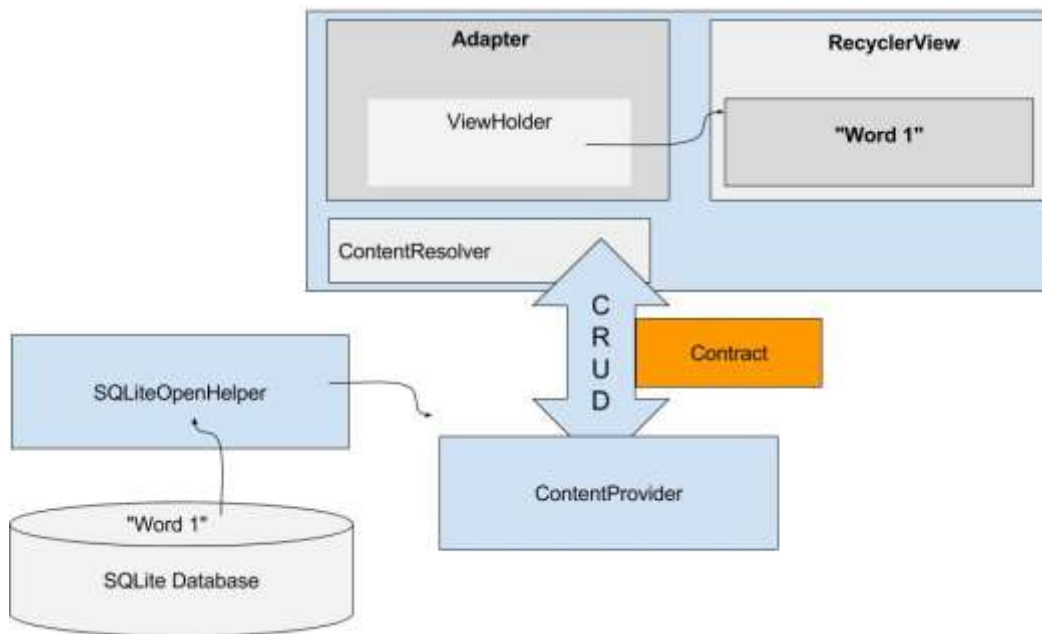 Adapter
RecyclerView
ViewHolder
"Word 1"
ContentResolver
C
R
U
D
Contract
SQLiteOpenHelper
ContentProvider
"Word 1"
SQLite Database